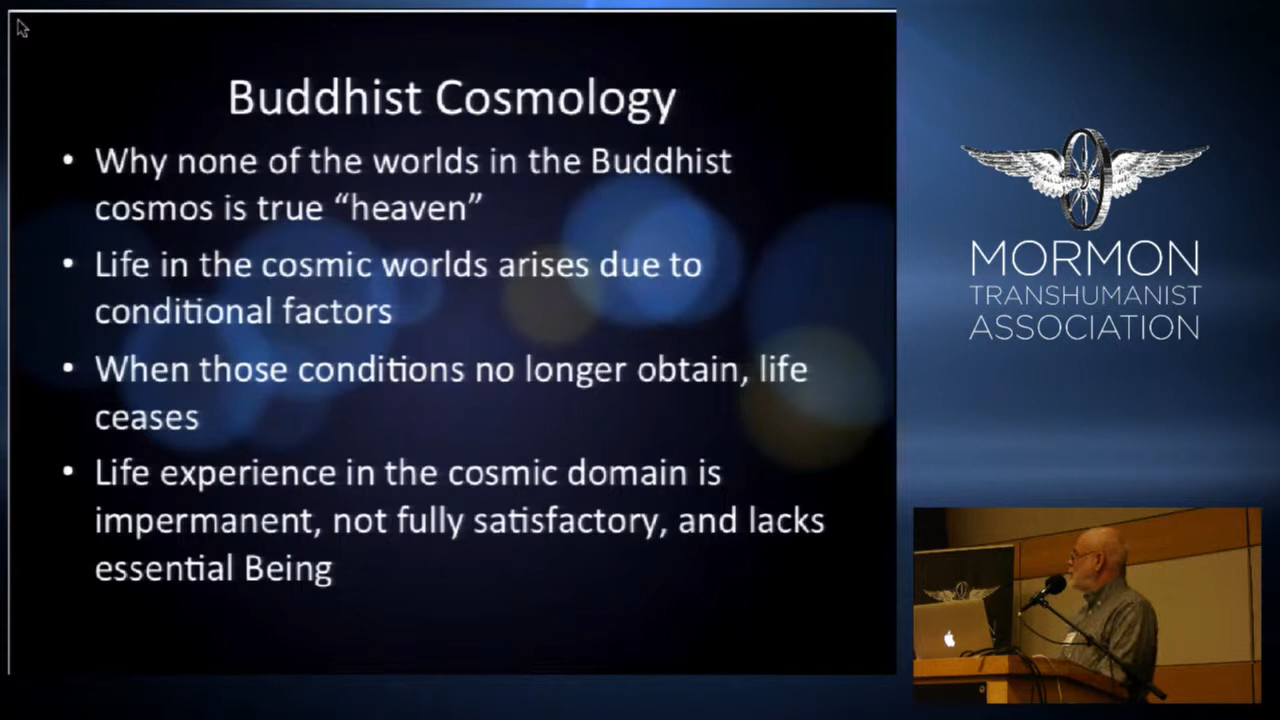 Buddhist Cosmology
• Why none of the worlds in the Buddhist
cosmos is true “heaven”
• Life in the cosmic worlds arises due to
conditional factors
• When those conditions no longer obtain, life
ceases
• Life experience in the cosmic domain is
impermanent, not fully satisfactory, and lacks
essential Being
MORMON
TRANSHUMANIST
ASSOCIATION